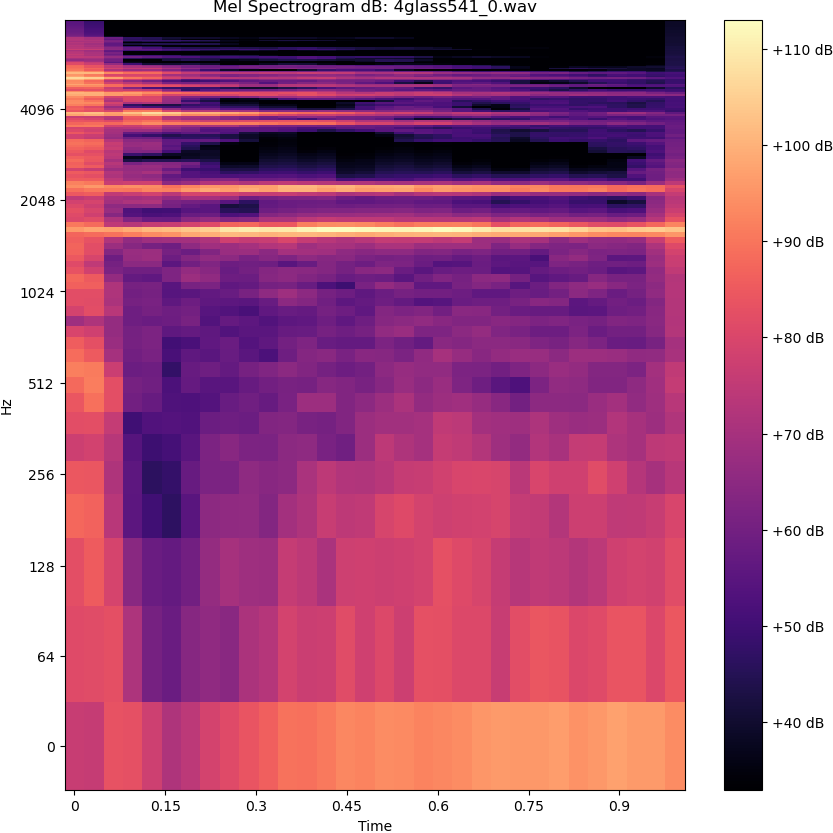 Mel Spectrogram dB: 4glass541_0.wav
+110 dB
4096
+100 dB
2048
+90 dB
1024
+80 dB
512
Hz
+70 dB
256
+60 dB
128
+50 dB
64
+40 dB
0
0 0.15 0.3 0.45 0.6 0.75 0.9
Time